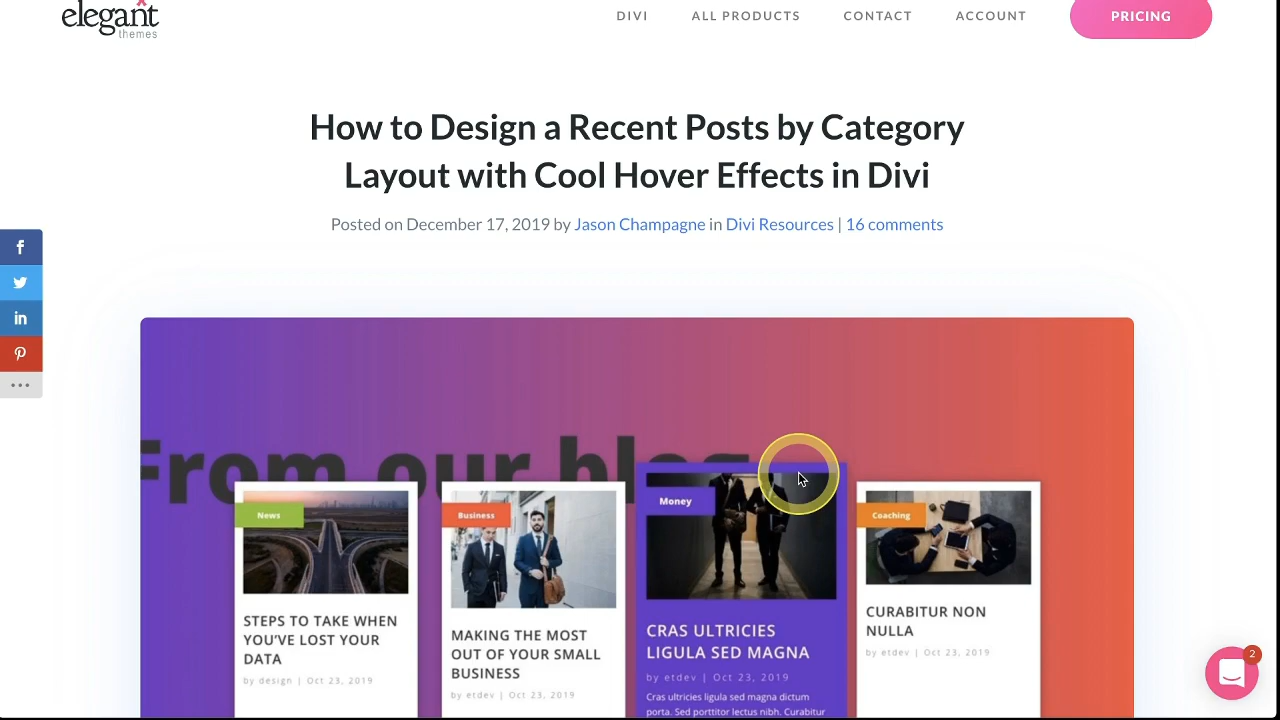 elegant
themes
DIVI
ALL PRODUCTS
CONTACT
ACCOUNT
PRICING
How to Design a Recent Posts by Category
Layout with Cool Hover Effects in Divi
Posted on December 17, 2019 by Jason Champagne in Divi Resources | 16 comments
From our blog
News
STEPS TO TAKE WHEN
YOU'VE LOST YOUR
DATA
by design | Oct 23, 2019
Business
MAKING THE MOST
OUT OF YOUR SMALL
BUSINESS
by etdev | Oct 23, 2019
Money
CRAS ULTRICIES
LIGULA SED MAGNA
by etdev | Oct 23, 2019
Cras ultricies ligula sed magna dictum
porta. Sed porttitor lectus nibh. Curabitur
Coaching
CURABITUR NON
NULLA
by etdev | Oct 23, 2019
2